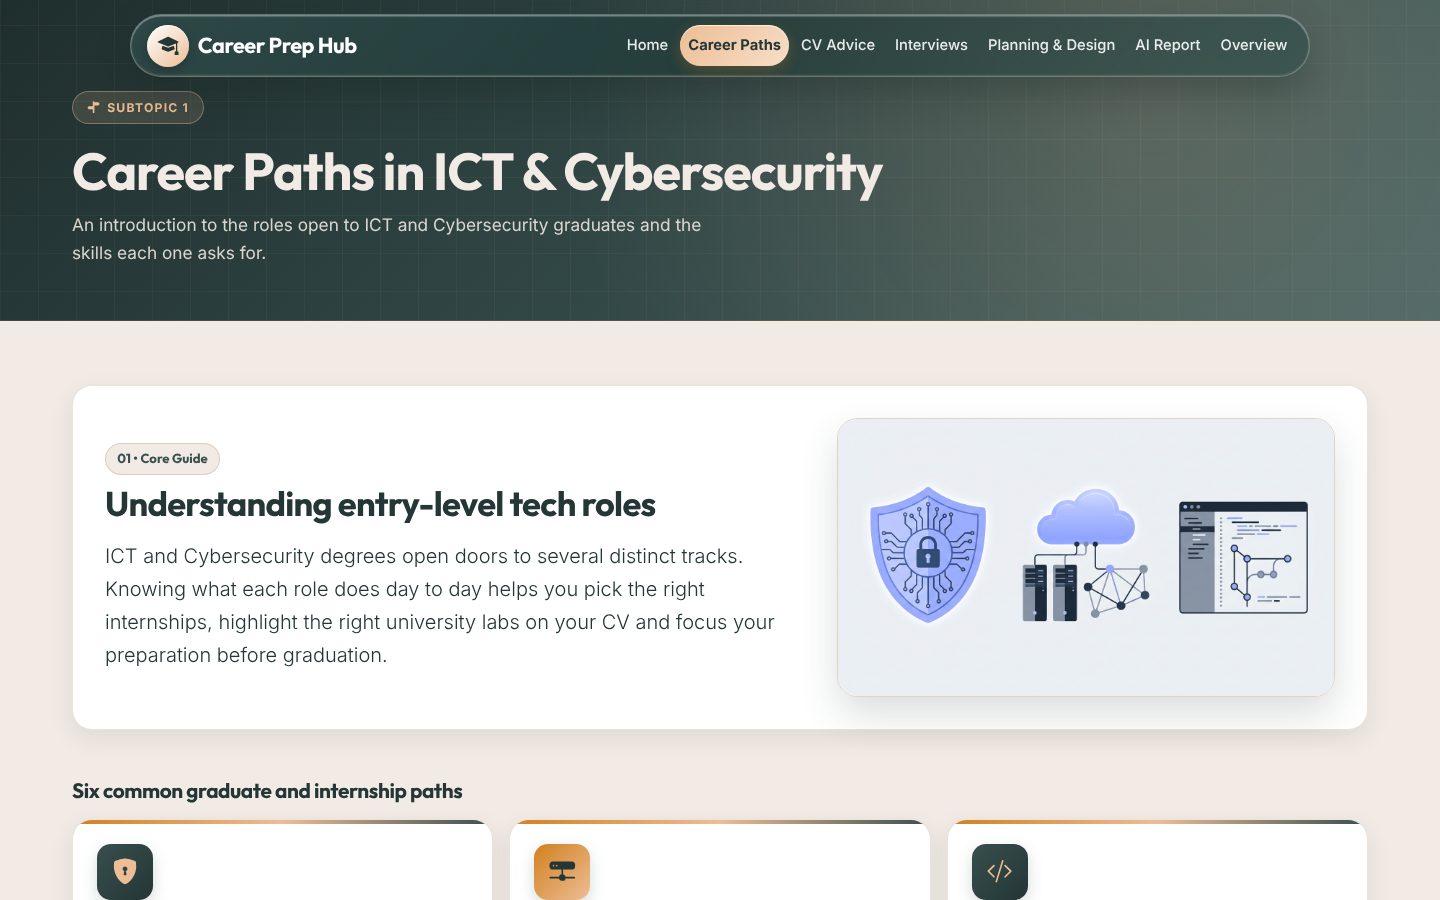 Career Prep Hub
Home
Career Paths
CV Advice
Interviews
Planning & Design
AI Report
Overview
SUBTOPIC 1
Career Paths in ICT & Cybersecurity
An introduction to the roles open to ICT and Cybersecurity graduates and the
skills each one asks for.
01 • Core Guide
Understanding entry-level tech roles
ICT and Cybersecurity degrees open doors to several distinct tracks.
Knowing what each role does day to day helps you pick the right
internships, highlight the right university labs on your CV and focus your
preparation before graduation.
Six common graduate and internship paths